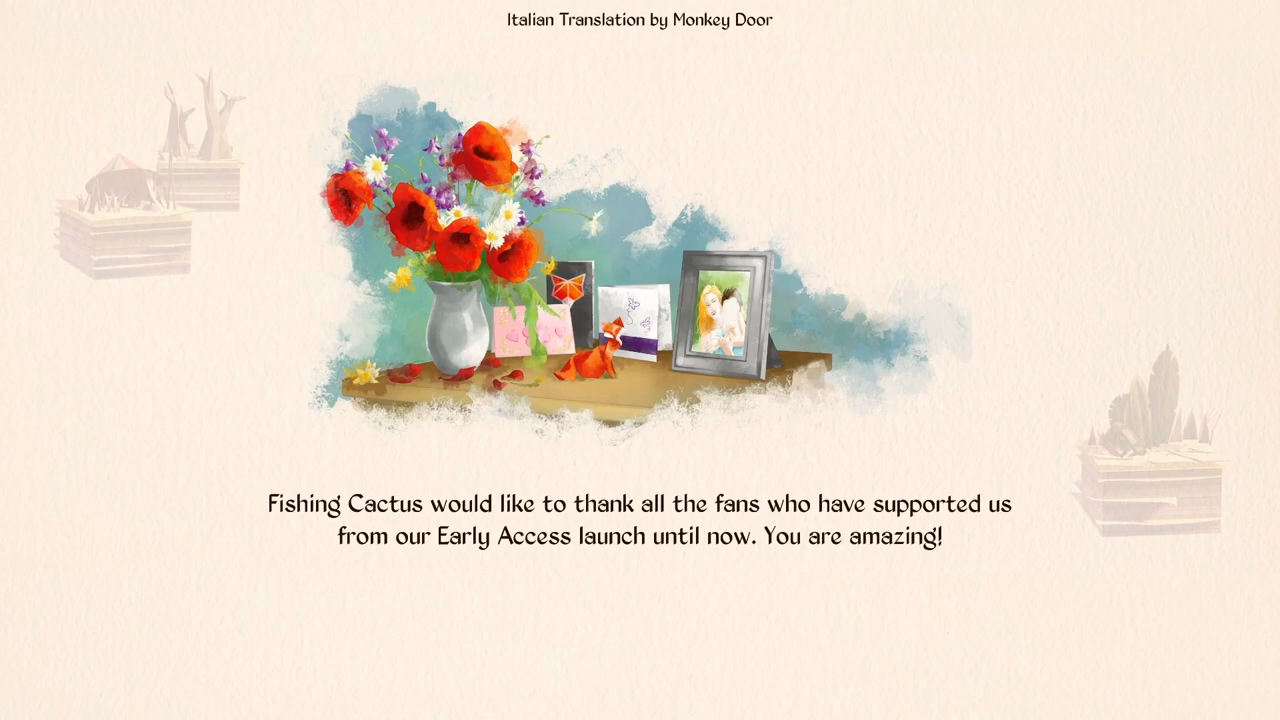 Italian Translation by Monkey Door
Fishing Cactus would like to thank all the fans who have supported us
from our Early Access launch until now. You are amazing!